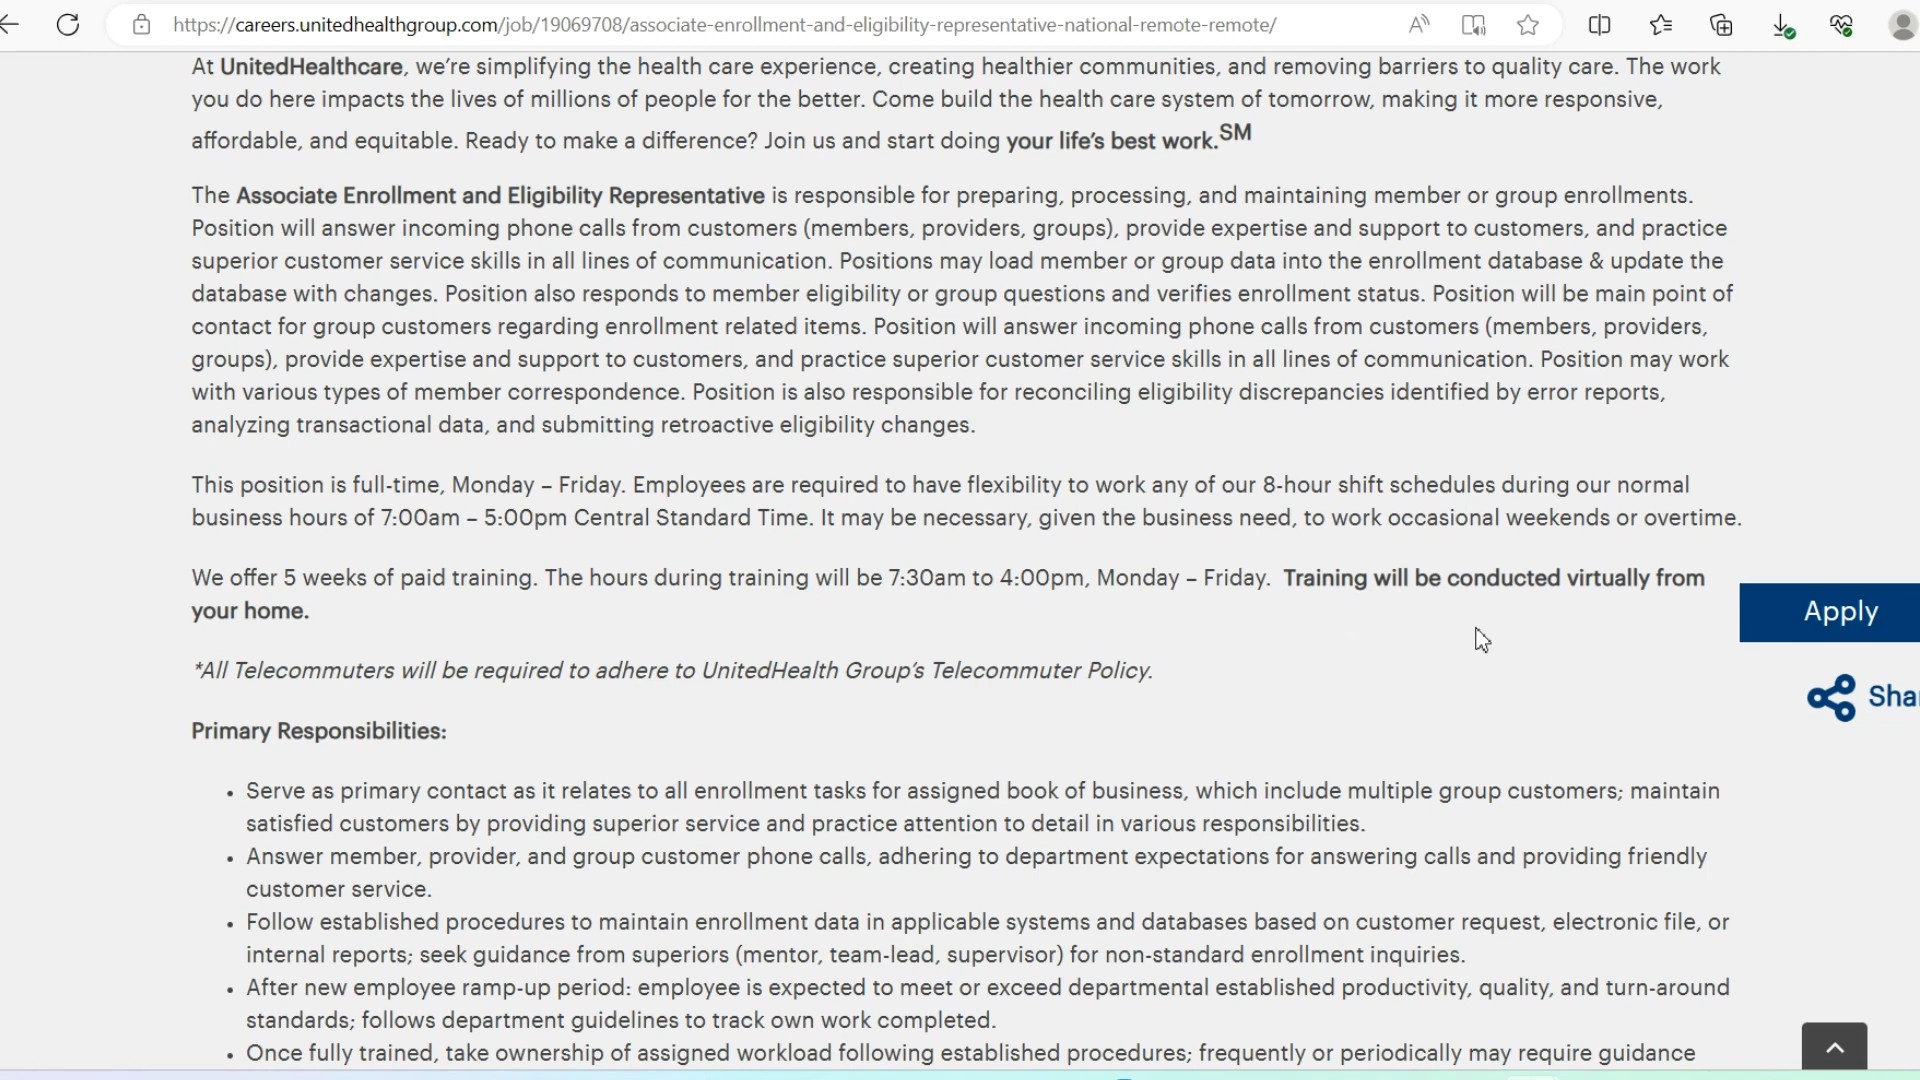 https://careers.unitedhealthgroup.com/job/19069708/associate-enrollment-and-eligibility-representative-national-remote-remote/
At UnitedHealthcare, we’re simplifying the health care experience, creating healthier communities, and removing barriers to quality care. The work
you do here impacts the lives of millions of people for the better. Come build the health care system of tomorrow, making it more responsive,
affordable, and equitable. Ready to make a difference? Join us and start doing your life’s best work.SM
The Associate Enrollment and Eligibility Representative is responsible for preparing, processing, and maintaining member or group enrollments.
Position will answer incoming phone calls from customers (members, providers, groups), provide expertise and support to customers, and practice
superior customer service skills in all lines of communication. Positions may load member or group data into the enrollment database & update the
database with changes. Position also responds to member eligibility or group questions and verifies enrollment status. Position will be main point of
contact for group customers regarding enrollment related items. Position will answer incoming phone calls from customers (members, providers,
groups), provide expertise and support to customers, and practice superior customer service skills in all lines of communication. Position may work
with various types of member correspondence. Position is also responsible for reconciling eligibility discrepancies identified by error reports,
analyzing transactional data, and submitting retroactive eligibility changes.
This position is full-time, Monday – Friday. Employees are required to have flexibility to work any of our 8-hour shift schedules during our normal
business hours of 7:00am – 5:00pm Central Standard Time. It may be necessary, given the business need, to work occasional weekends or overtime.
We offer 5 weeks of paid training. The hours during training will be 7:30am to 4:00pm, Monday – Friday. Training will be conducted virtually from
your home.
Apply
*All Telecommuters will be required to adhere to UnitedHealth Group’s Telecommuter Policy.
Shar
Primary Responsibilities:
• Serve as primary contact as it relates to all enrollment tasks for assigned book of business, which include multiple group customers; maintain
satisfied customers by providing superior service and practice attention to detail in various responsibilities.
• Answer member, provider, and group customer phone calls, adhering to department expectations for answering calls and providing friendly
customer service.
• Follow established procedures to maintain enrollment data in applicable systems and databases based on customer request, electronic file, or
internal reports; seek guidance from superiors (mentor, team-lead, supervisor) for non-standard enrollment inquiries.
• After new employee ramp-up period: employee is expected to meet or exceed departmental established productivity, quality, and turn-around
standards; follows department guidelines to track own work completed.
• Once fully trained, take ownership of assigned workload following established procedures; frequently or periodically may require guidance